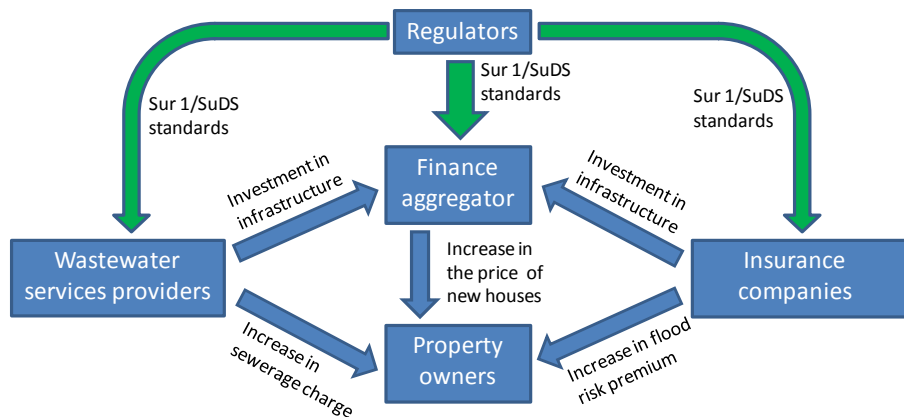 Regulators
Sur 1/SuDS
standards
Sur 1/SuDS
standards
Sur 1/SuDS
standards
Finance
aggregator
Investment in
infrastructure
Investment in
infrastructure
Wastewater
services providers
Increase in
the price of
new houses
Insurance
companies
Increase in
sewerage charge
Property
owners
Increase in flood
risk premium